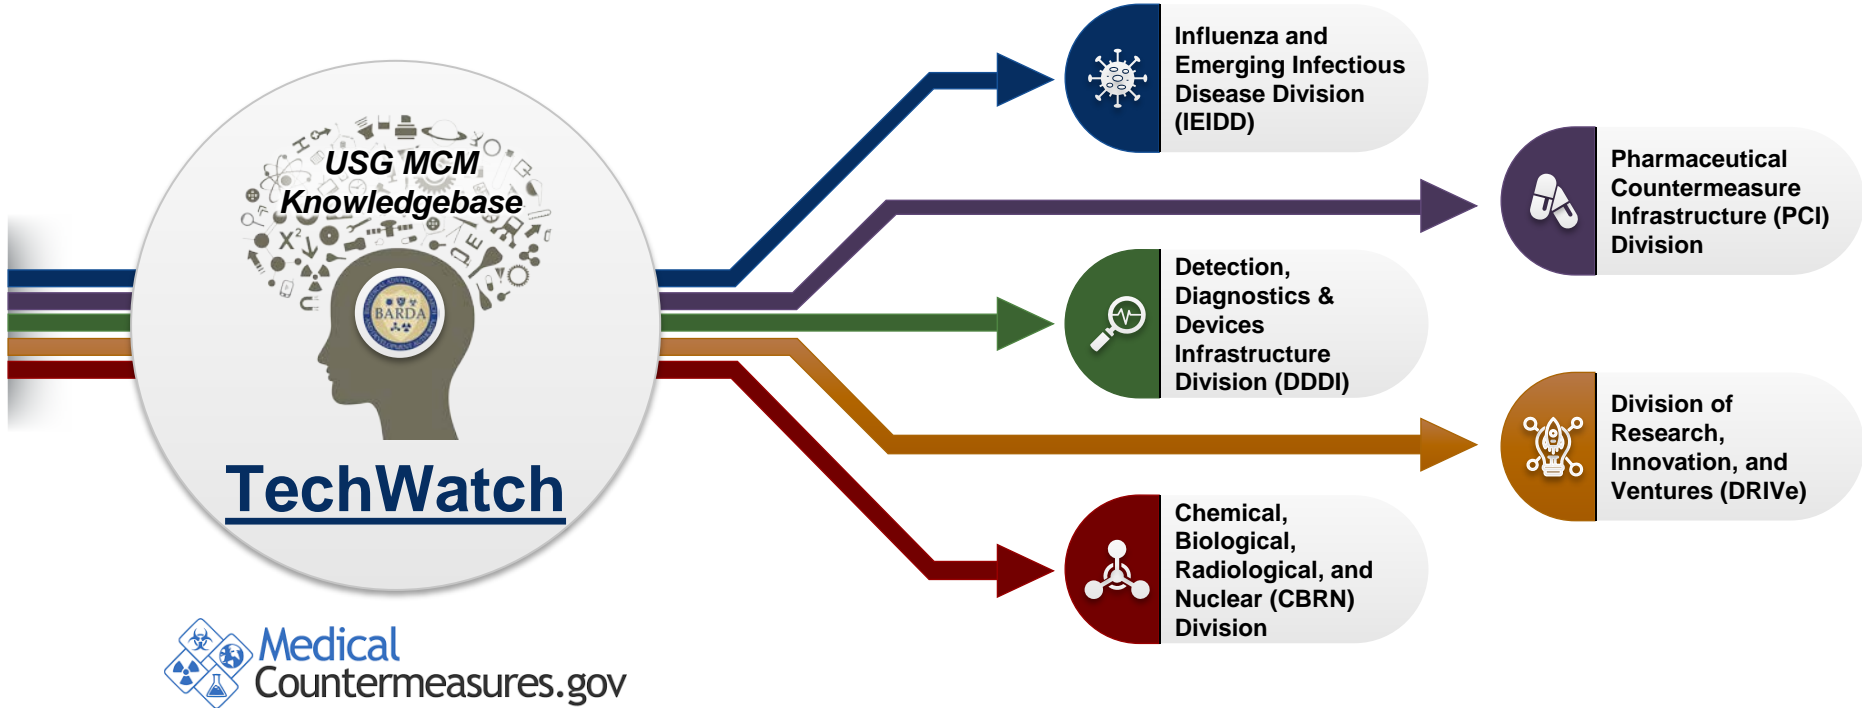 USG MCM
Knowledgebase
BARDA
TechWatch
Medical
Countermeasures.gov
Influenza and
Emerging Infectious
Disease Division
(IEIDD)
Pharmaceutical
Countermeasure
Infrastructure (PCI)
Division
Detection,
Diagnostics &
Devices
Infrastructure
Division (DDDI)
Division of
Research,
Innovation, and
Ventures (DRIVe)
Chemical,
Biological,
Radiological, and
Nuclear (CBRN)
Division